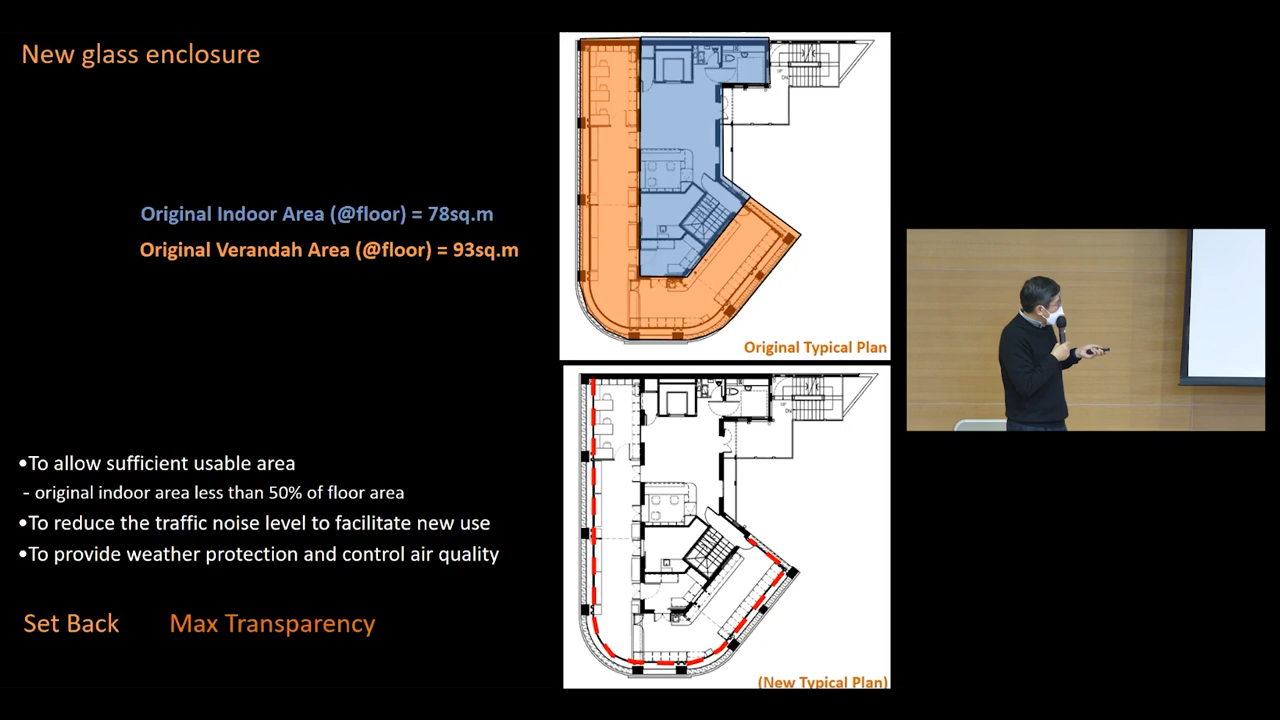 New glass enclosure
Original Indoor Area (@floor) = 78sq.m
Original Verandah Area (@floor) = 93sq.m
Original Typical Plan
•To allow sufficient usable area
- original indoor area less than 50% of floor area
•To reduce the traffic noise level to facilitate new use
•To provide weather protection and control air quality
Set Back Max Transparency
(New Typical Plan)